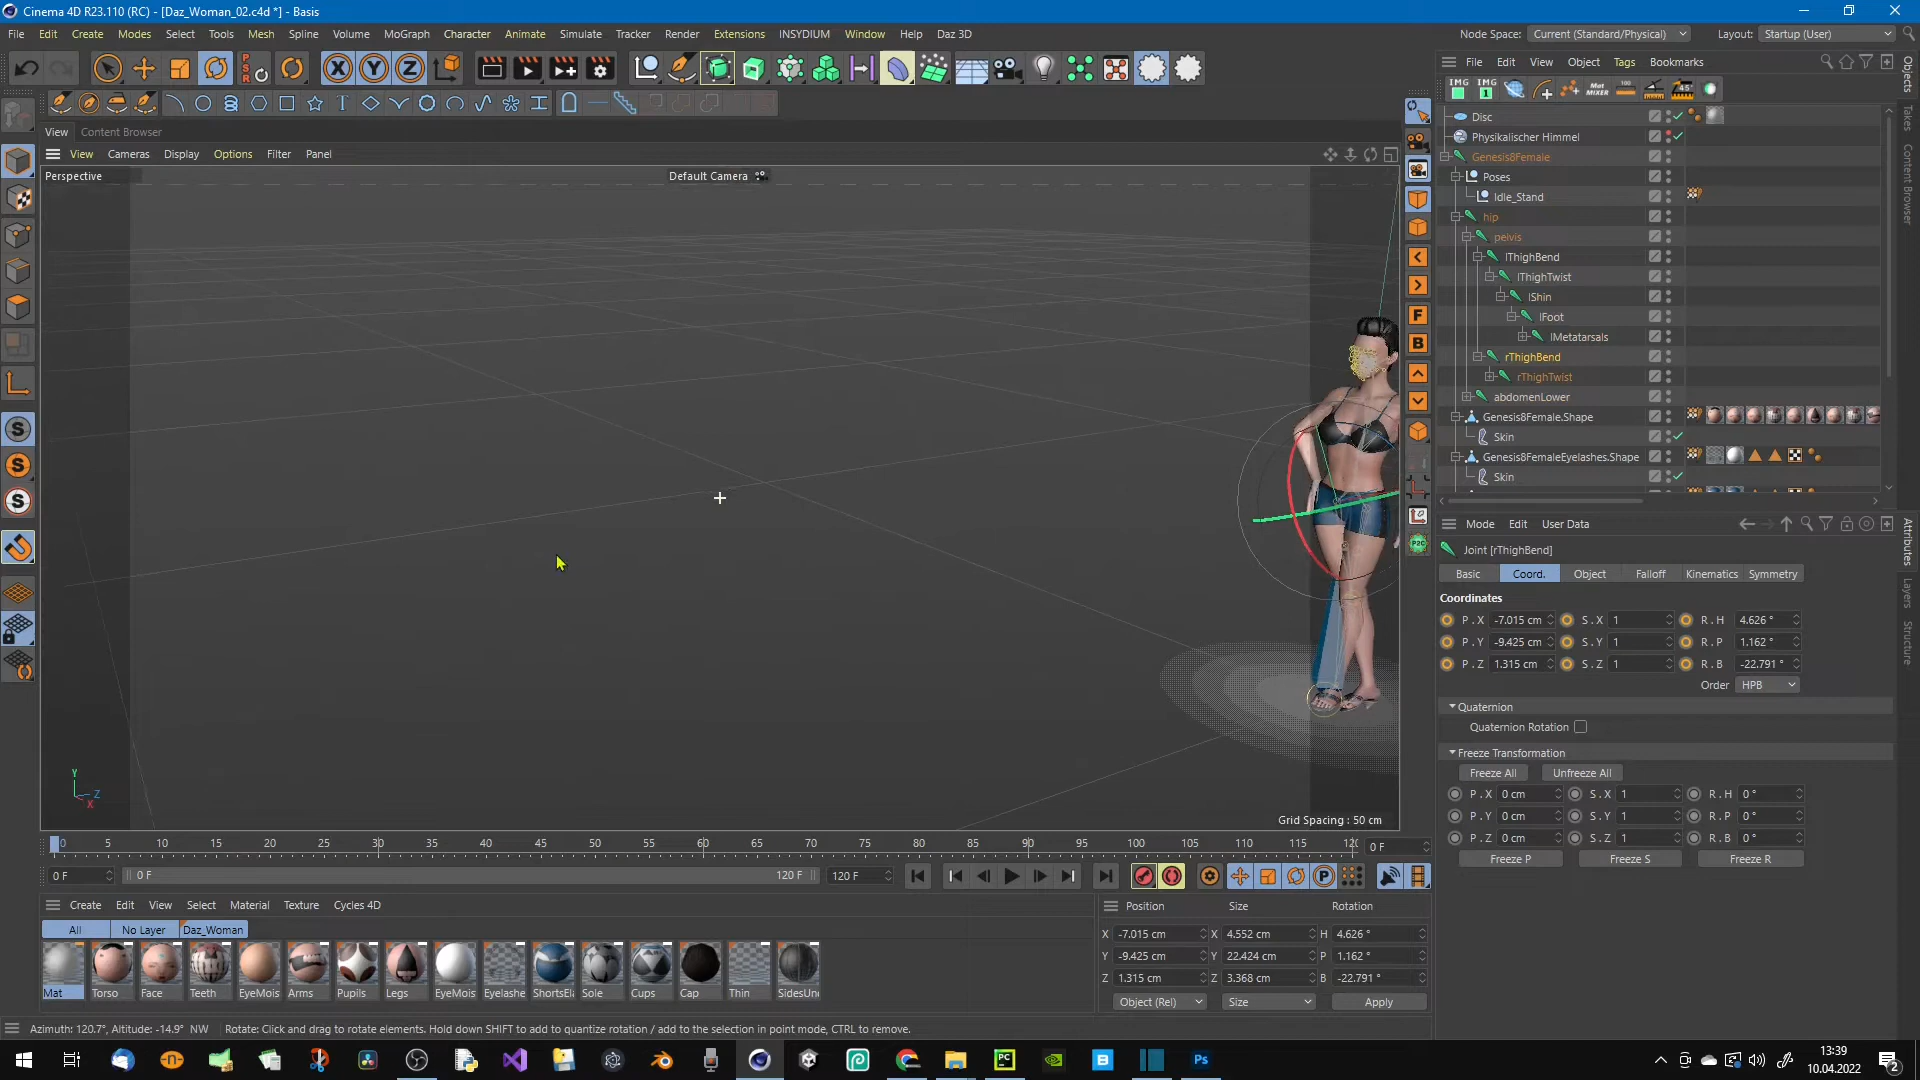 Cinema 4D R23.110 (RC) - [Daz_Woman_02.c4d *] - Basis
File Edit Create Modes Select Tools Mesh Spline Volume MoGraph Character Animate Simulate Tracker Render Extensions INSYDIUM Window Help Daz 3D
Node Space: Current (Standard/Physical) Layout: Startup (User)
File Edit View Object Tags Bookmarks
View Content Browser
View Cameras Display Options Filter Panel
Perspective
Default Camera
Disc
Physikalischer Himmel
Genesis8Female
Poses
Idle_Stand
hip
pelvis
lThighBend
lThighTwist
lShin
lFoot
lMetatarsals
rThighBend
rThighTwist
abdomenLower
Genesis8Female.Shape
Skin
Genesis8FemaleEyelashes.Shape
Skin
Objects
Takes
Content Browser
Attributes
Layers
Structure
Mode Edit User Data
Joint [rThighBend]
Basic Coord. Object Falloff Kinematics Symmetry
Coordinates
P . X -7.015 cm S . X 1 R . H 4.626 °
P . Y -9.425 cm S . Y 1 R . P 1.162 °
P . Z 1.315 cm S . Z 1 R . B -22.791 °
Order HPB
Quaternion
Quaternion Rotation
Freeze Transformation
Freeze All Unfreeze All
P . X 0 cm S . X 1 R . H 0 °
P . Y 0 cm S . Y 1 R . P 0 °
P . Z 0 cm S . Z 1 R . B 0 °
Freeze P Freeze S Freeze R
Y
Z
X
Grid Spacing : 50 cm
0 5 10 15 20 25 30 35 40 45 50 55 60 65 70 75 80 85 90 95 100 105 110 115 0 F
0 F 0 F 120 F 120 F
Create Edit View Select Material Texture Cycles 4D
All No Layer Daz_Woman
Mat Torso Face Teeth EyeMois Arms Pupils Legs EyeMois Eyelashe ShortsEl Sole Cups Cap Thin SidesUn
Position Size Rotation
X -7.015 cm X 4.552 cm H 4.626 °
Y -9.425 cm Y 22.424 cm P 1.162 °
Z 1.315 cm Z 3.368 cm B -22.791 °
Object (Rel) Size Apply
Azimuth: 120.7°, Altitude: -14.9° NW Rotate: Click and drag to rotate elements. Hold down SHIFT to add to quantize rotation / add to the selection in point mode, CTRL to remove.
13:39
10.04.2022